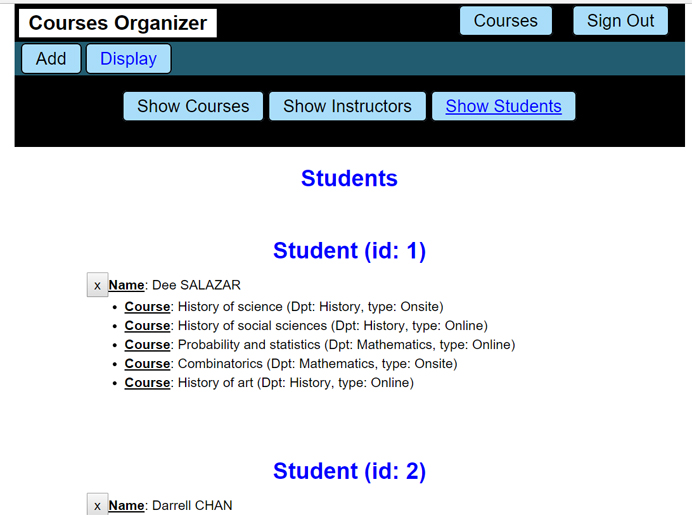 Courses Organizer
Courses
Sign Out
Add
Display
Show Courses
Show Instructors
Show Students
Students
Student (id: 1)
x Name: Dee SALAZAR
• Course: History of science (Dpt: History, type: Onsite)
• Course: History of social sciences (Dpt: History, type: Online)
• Course: Probability and statistics (Dpt: Mathematics, type: Online)
• Course: Combinatorics (Dpt: Mathematics, type: Onsite)
• Course: History of art (Dpt: History, type: Online)
Student (id: 2)
x Name: Darrell CHAN